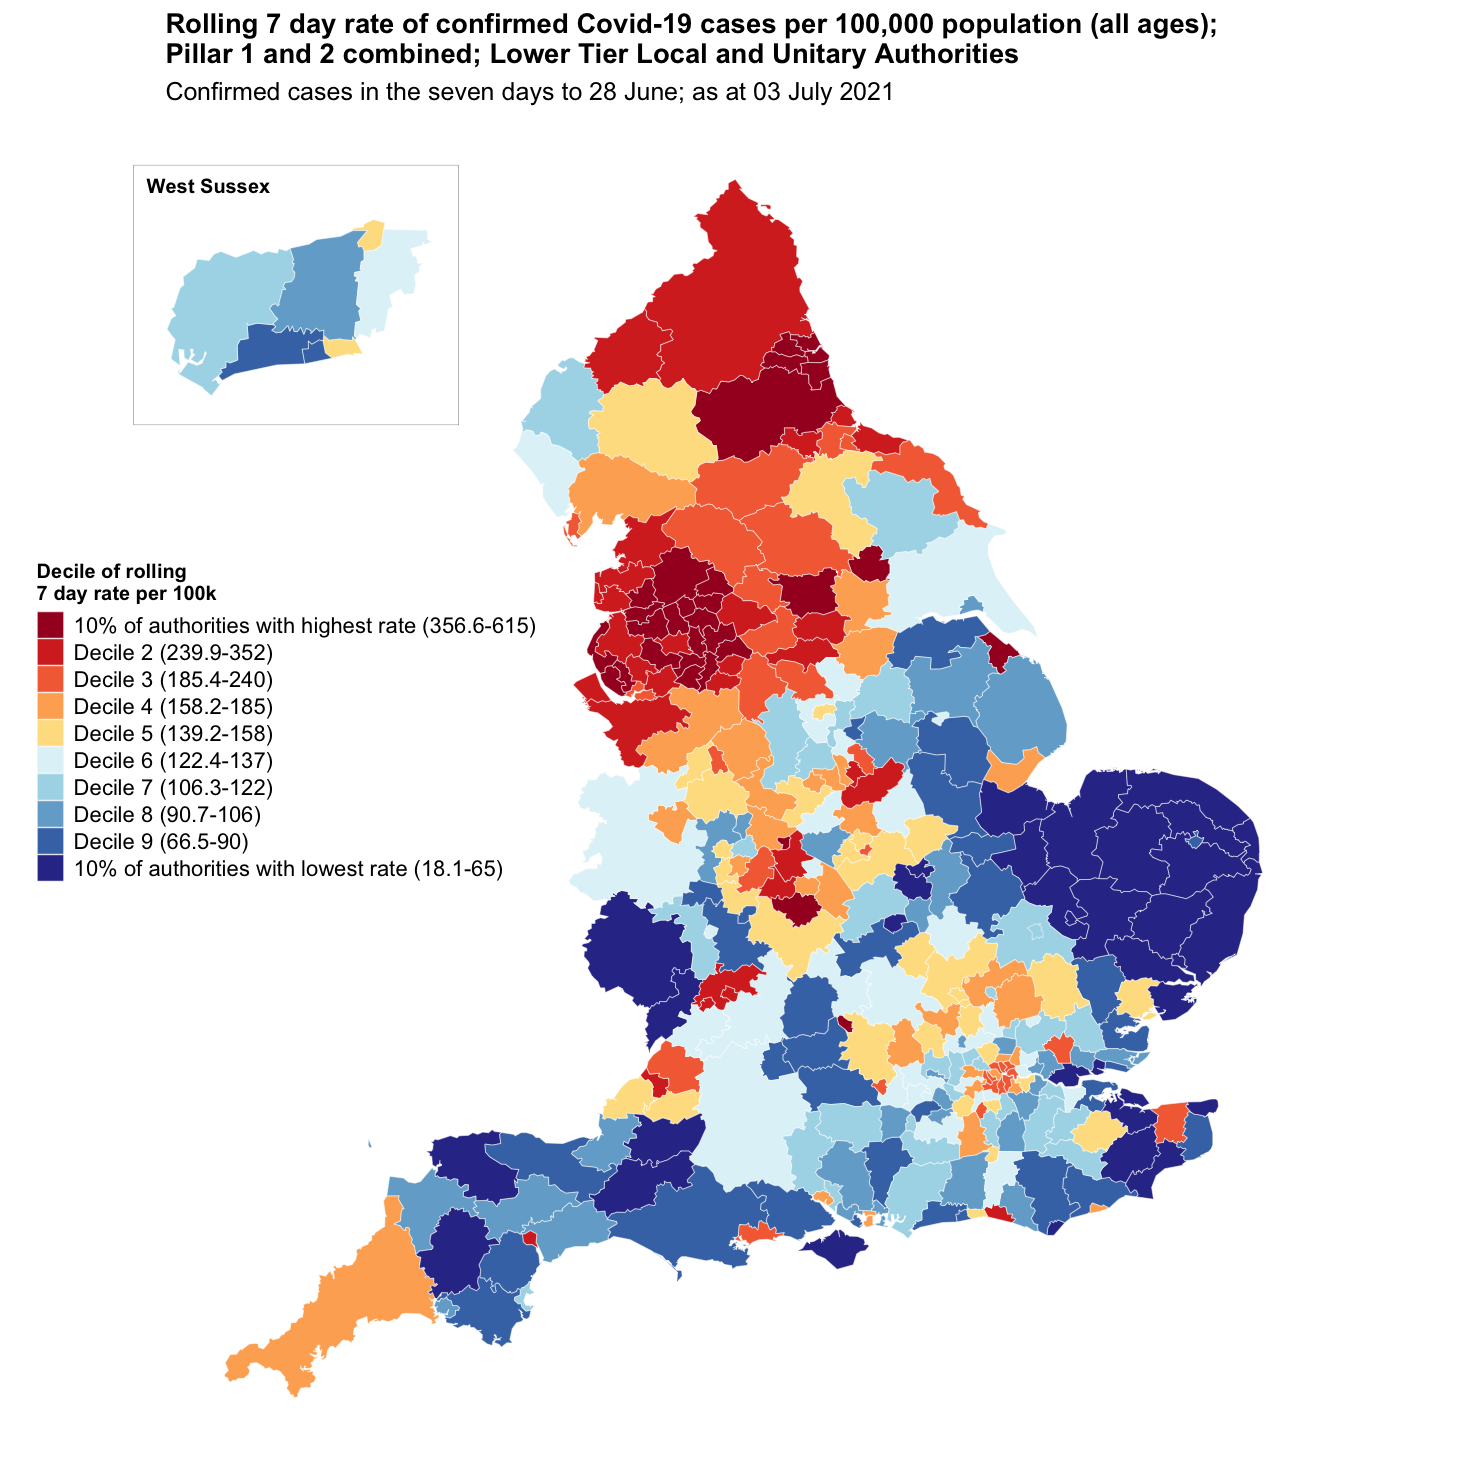 Rolling 7 day rate of confirmed Covid-19 cases per 100,000 population (all ages);
Pillar 1 and 2 combined; Lower Tier Local and Unitary Authorities
Confirmed cases in the seven days to 28 June; as at 03 July 2021
West Sussex
Decile of rolling
7 day rate per 100k
10% of authorities with highest rate (356.6-615)
Decile 2 (239.9-352)
Decile 3 (185.4-240)
Decile 4 (158.2-185)
Decile 5 (139.2-158)
Decile 6 (122.4-137)
Decile 7 (106.3-122)
Decile 8 (90.7-106)
Decile 9 (66.5-90)
10% of authorities with lowest rate (18.1-65)